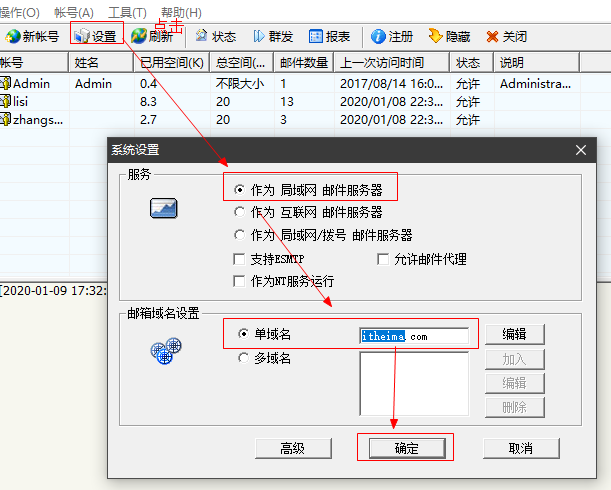 操作(O) 帐号(A) 工具(T) 帮助(H)
点击
新帐号 设置 刷新 状态 群发 报表 注册 隐藏 关闭
帐号 姓名 已用空间(K) 总空间(... 邮件数量 上一次访问时间 状态 说明
Admin Admin 0.4 不限大小 1 2017/08/14 16:0... 允许 Administra...
lisi 8.3 20 13 2020/01/08 22:3... 允许
zhangs... 2.7 20 3 2020/01/08 22:3... 允许
系统设置
服务
作为 局域网 邮件服务器
作为 互联网 邮件服务器
作为 局域网/拨号 邮件服务器
支持ESMTP 允许邮件代理
作为NT服务运行
[2020-01-09 17:32:
邮箱域名设置
单域名 itheima.com 编辑
多域名 加入
编辑
删除
高级 确定 取消